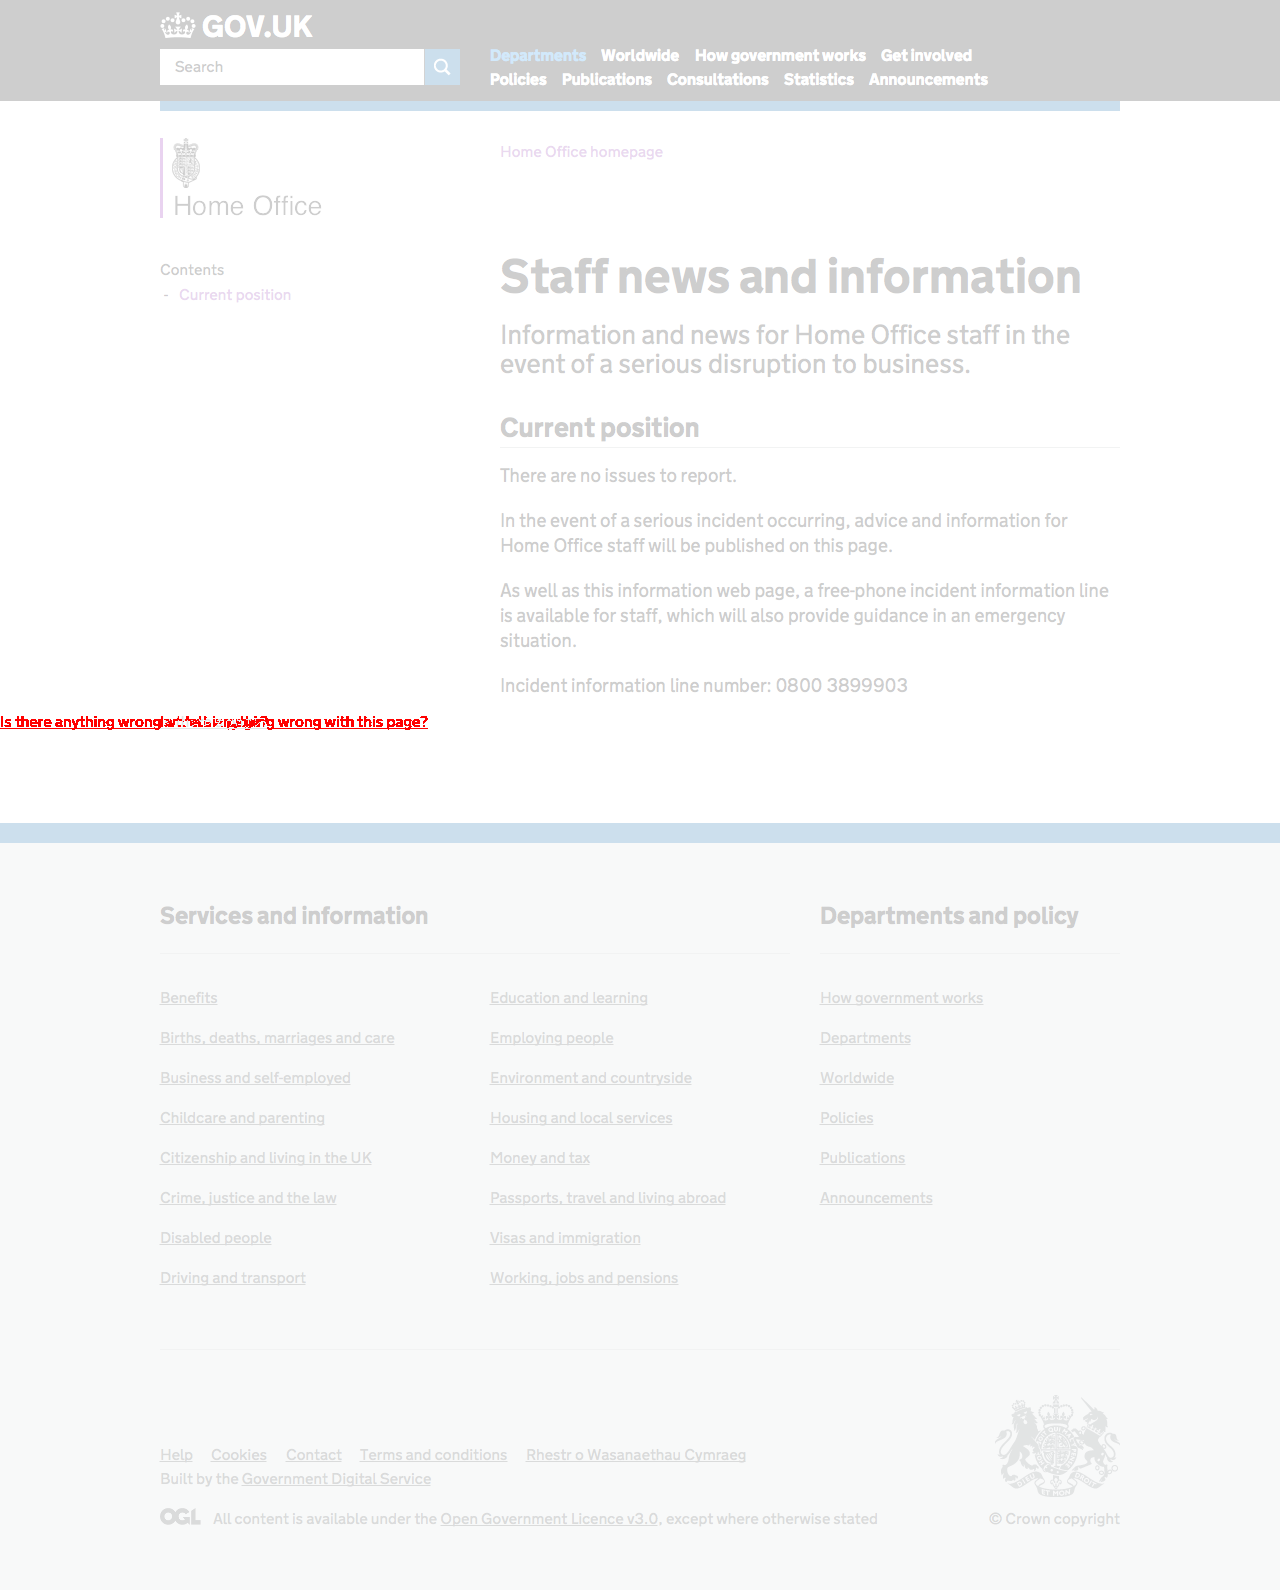 GOV.UK
Search
Departments Worldwide How government works Get involved
Policies Publications Consultations Statistics Announcements
Home Office
Home Office homepage
Contents
- Current position
Staff news and information
Information and news for Home Office staff in the
event of a serious disruption to business.
Current position
There are no issues to report.
In the event of a serious incident occurring, advice and information for
Home Office staff will be published on this page.
As well as this information web page, a free-phone incident information line
is available for staff, which will also provide guidance in an emergency
situation.
Incident information line number: 0800 3899903
Is there anything wrong wrong with this page?
Services and information
Departments and policy
Benefits
Births, deaths, marriages and care
Business and self-employed
Childcare and parenting
Citizenship and living in the UK
Crime, justice and the law
Disabled people
Driving and transport
Education and learning
Employing people
Environment and countryside
Housing and local services
Money and tax
Passports, travel and living abroad
Visas and immigration
Working, jobs and pensions
How government works
Departments
Worldwide
Policies
Publications
Announcements
Help Cookies Contact Terms and conditions Rhestr o Wasanaethau Cymraeg
Built by the Government Digital Service
OGL All content is available under the Open Government Licence v3.0, except where otherwise stated
© Crown copyright